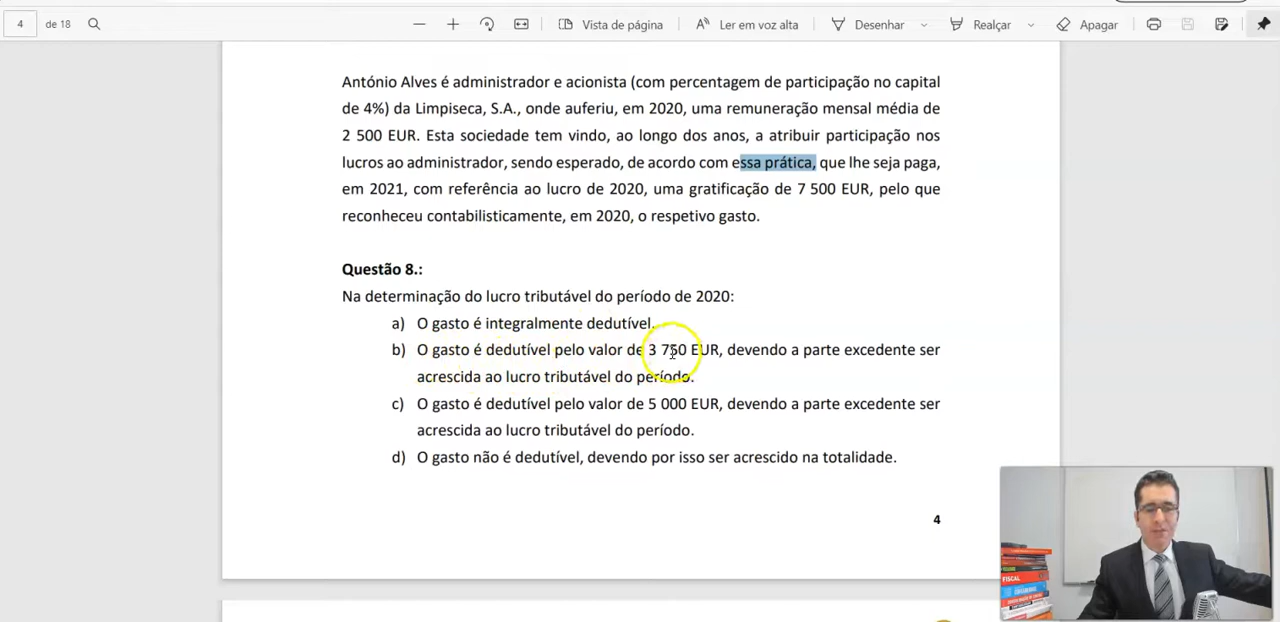 4 de 18 Vista de página Ler em voz alta Desenhar Realçar Apagar
António Alves é administrador e acionista (com percentagem de participação no capital
de 4%) da Limpiseca, S.A., onde auferiu, em 2020, uma remuneração mensal média de
2 500 EUR. Esta sociedade tem vindo, ao longo dos anos, a atribuir participação nos
lucros ao administrador, sendo esperado, de acordo com essa prática, que lhe seja paga,
em 2021, com referência ao lucro de 2020, uma gratificação de 7 500 EUR, pelo que
reconheceu contabilisticamente, em 2020, o respetivo gasto.
Questão 8.:
Na determinação do lucro tributável do período de 2020:
a) O gasto é integralmente dedutível.
b) O gasto é dedutível pelo valor de 3 750 EUR, devendo a parte excedente ser
acrescida ao lucro tributável do período.
c) O gasto é dedutível pelo valor de 5 000 EUR, devendo a parte excedente ser
acrescida ao lucro tributável do período.
d) O gasto não é dedutível, devendo por isso ser acrescido na totalidade.
4
FISCAL